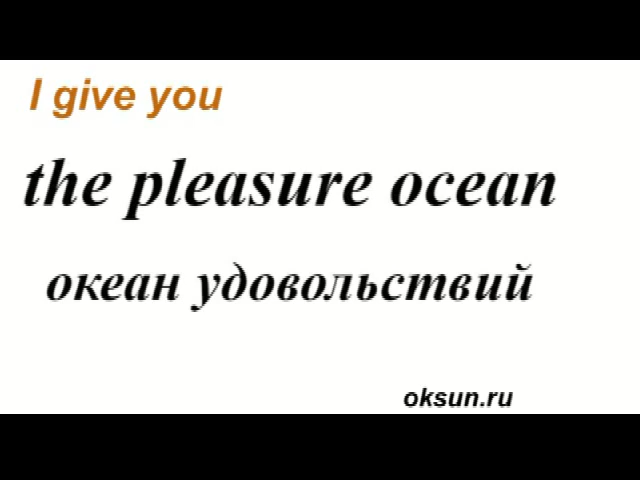 I give you
the pleasure ocean
океан удовольствий
oksun.ru